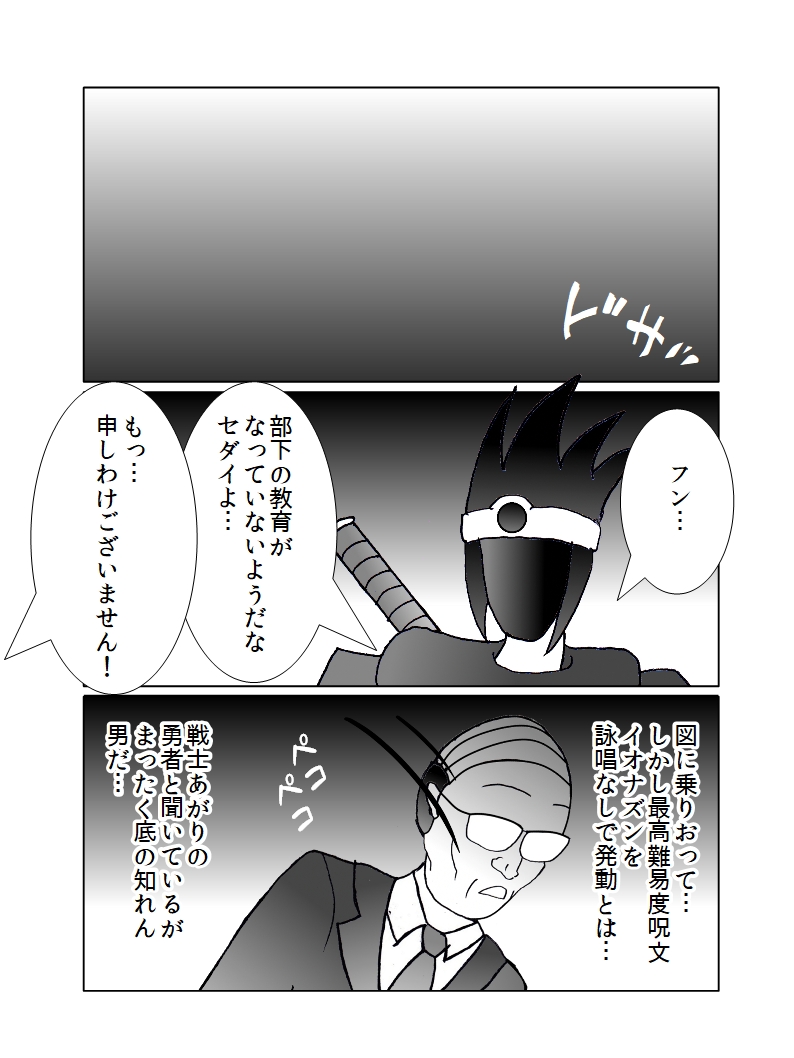 ドサッ
フン…
部下の教育が
なっていないようだな
セダイよ…
もっ…
申しわけございません！
図に乗りおって…
しかし最高難易度呪文
イオナズンを
詠唱なしで発動とは…
ペコ
ペコ
戦士あがりの
勇者と聞いているが
まったく底の知れん
男だ…